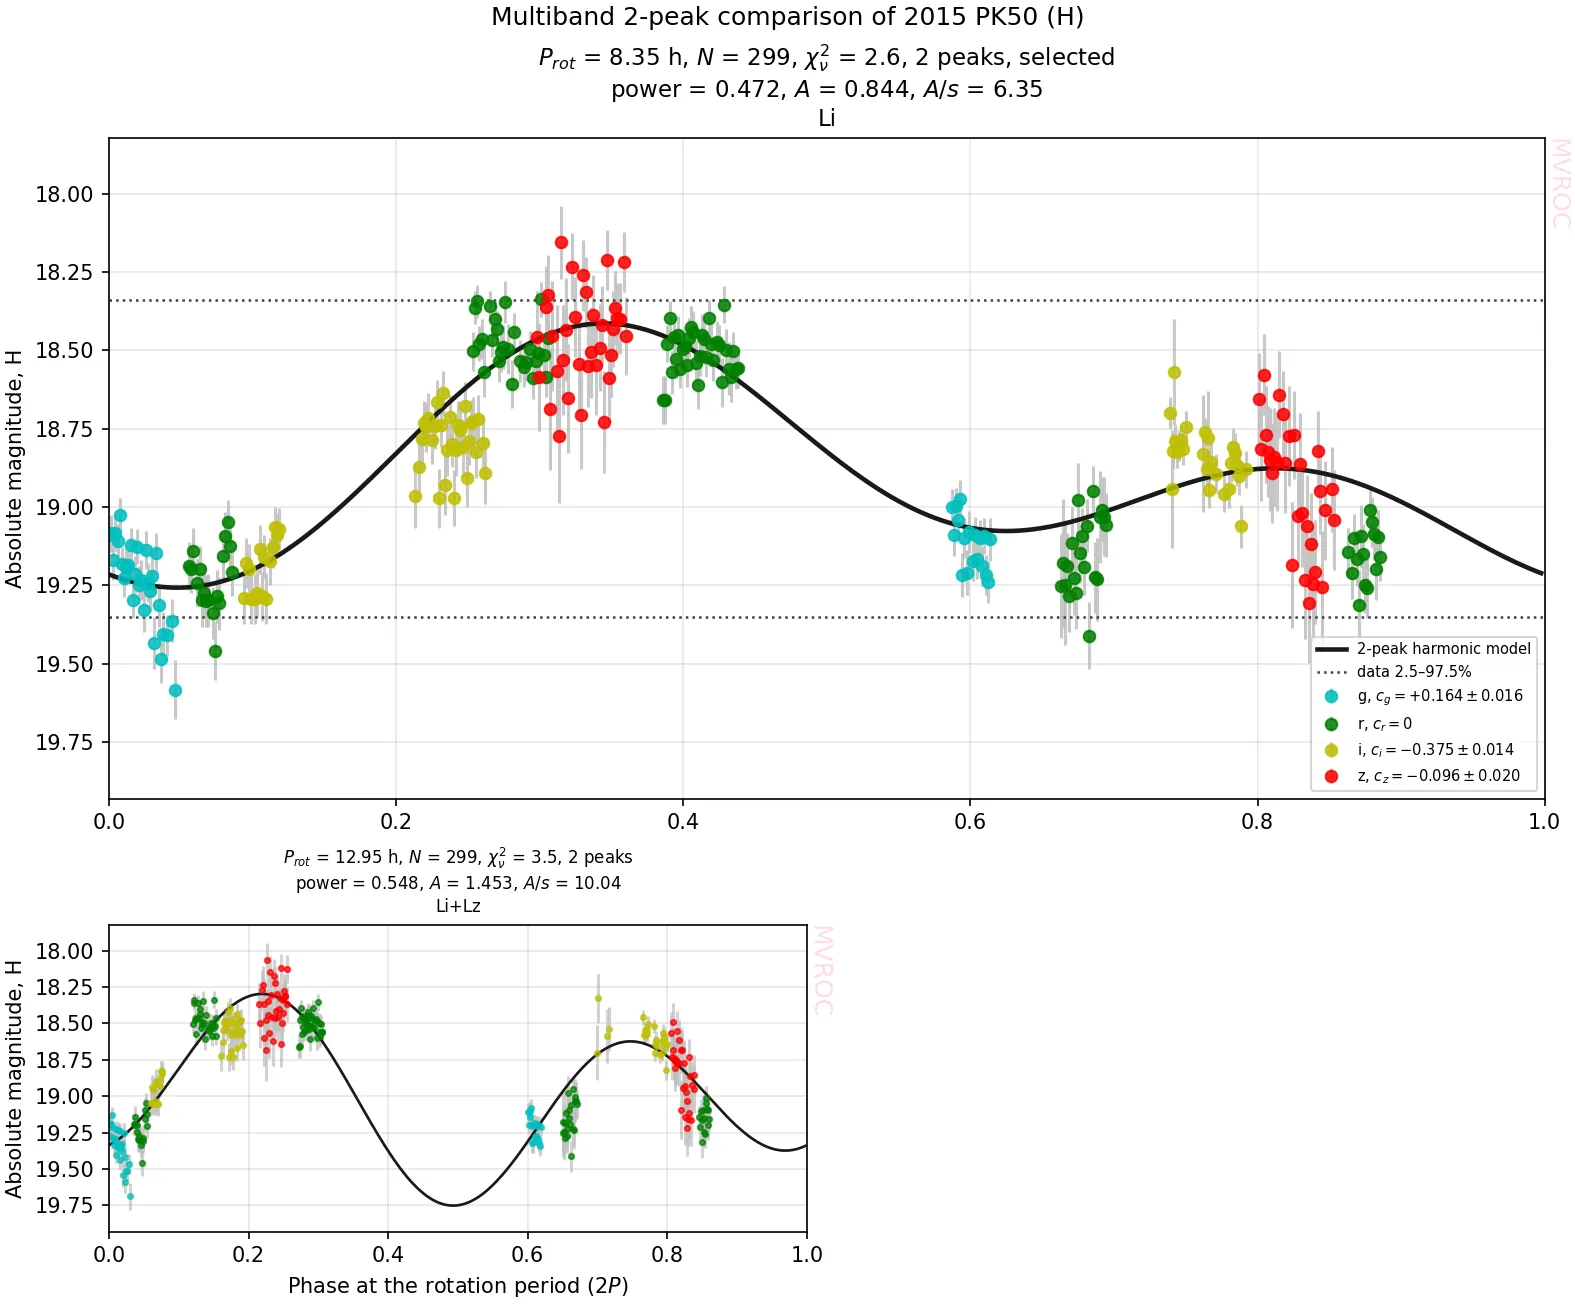 Multiband 2-peak comparison of 2015 PK50 (H)
P_rot = 8.35 h, N = 299, χ²_ν = 2.6, 2 peaks, selected
power = 0.472, A = 0.844, A/s = 6.35
Li
MVROC
Absolute magnitude, H
18.00
18.25
18.50
18.75
19.00
19.25
19.50
19.75
2-peak harmonic model
data 2.5–97.5%
g, c_g = +0.164 ± 0.016
r, c_r = 0
i, c_i = −0.375 ± 0.014
z, c_z = −0.096 ± 0.020
0.0 0.2 0.4 0.6 0.8 1.0
P_rot = 12.95 h, N = 299, χ²_ν = 3.5, 2 peaks
power = 0.548, A = 1.453, A/s = 10.04
Li+Lz
MVROC
Absolute magnitude, H
18.00
18.25
18.50
18.75
19.00
19.25
19.50
19.75
0.0 0.2 0.4 0.6 0.8 1.0
Phase at the rotation period (2P)